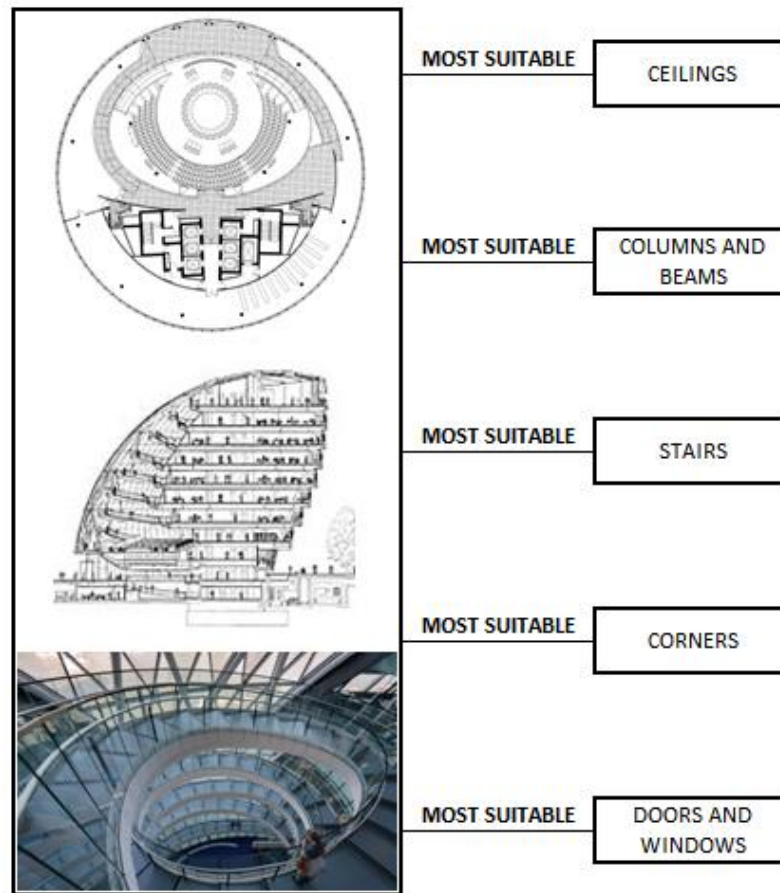 MOST SUITABLE
CEILINGS
MOST SUITABLE
COLUMNS AND
BEAMS
MOST SUITABLE
STAIRS
MOST SUITABLE
CORNERS
MOST SUITABLE
DOORS AND
WINDOWS